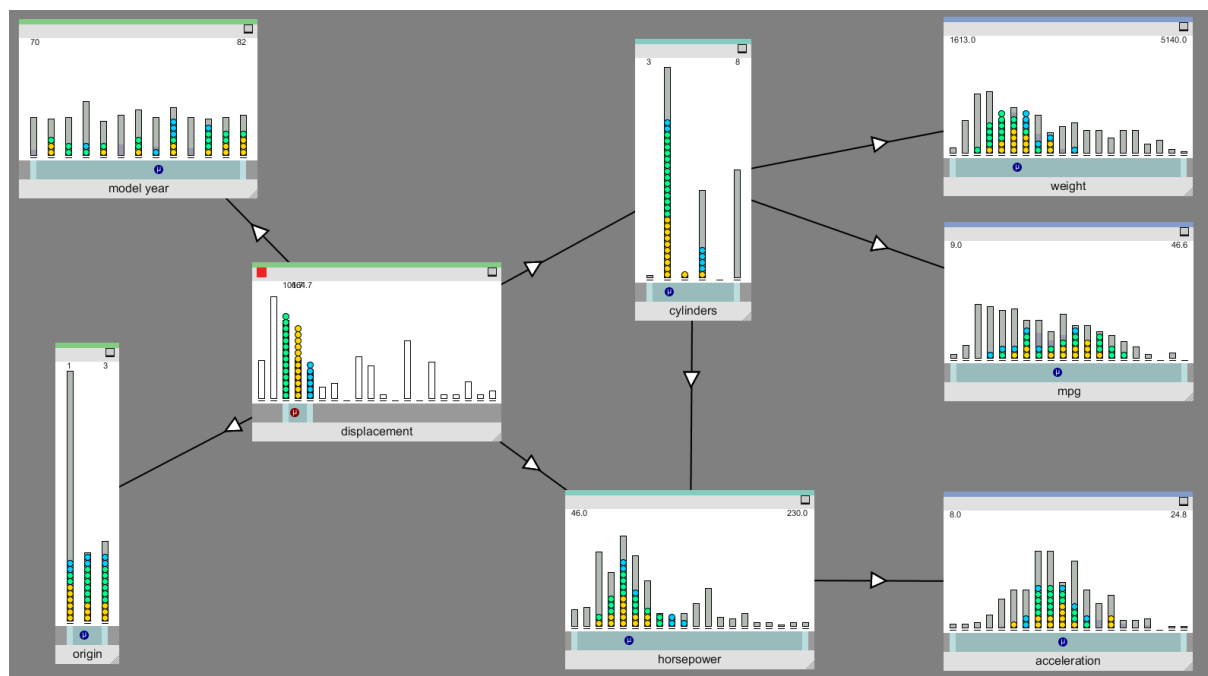 70 82
μ
model year
3 8
μ
cylinders
1613.0 5140.0
μ
weight
9.0 46.6
μ
mpg
μ
displacement
1 3
μ
origin
46.0 230.0
μ
horsepower
8.0 24.8
μ
acceleration